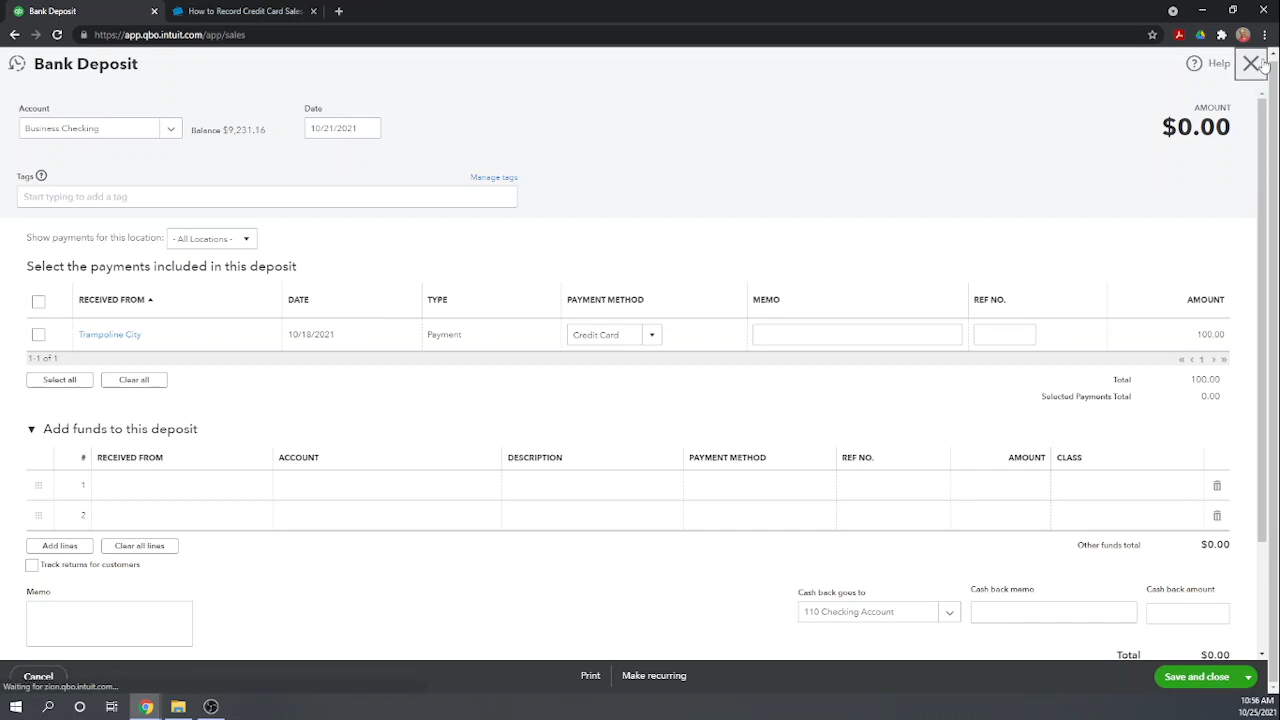 Bank Deposit
How to Record Credit Card Sales
https://app.qbo.intuit.com/app/sales
Bank Deposit
Help
Account
Date
AMOUNT
Business Checking
Balance $9,231.16
10/21/2021
$0.00
Tags
Manage tags
Start typing to add a tag
Show payments for this location:
- All Locations -
Select the payments included in this deposit
RECEIVED FROM
DATE
TYPE
PAYMENT METHOD
MEMO
REF NO.
AMOUNT
Trampoline City
10/18/2021
Payment
Credit Card
100.00
1-1 of 1
« ‹ 1 › »
Select all
Clear all
Total
100.00
Selected Payments Total
0.00
Add funds to this deposit
#
RECEIVED FROM
ACCOUNT
DESCRIPTION
PAYMENT METHOD
REF NO.
AMOUNT
CLASS
1
2
Add lines
Clear all lines
Other funds total
$0.00
Track returns for customers
Memo
Cash back goes to
Cash back memo
Cash back amount
110 Checking Account
Total
$0.00
Cancel
Print
Make recurring
Save and close
Waiting for zion.qbo.intuit.com...
10:56 AM
10/25/2021